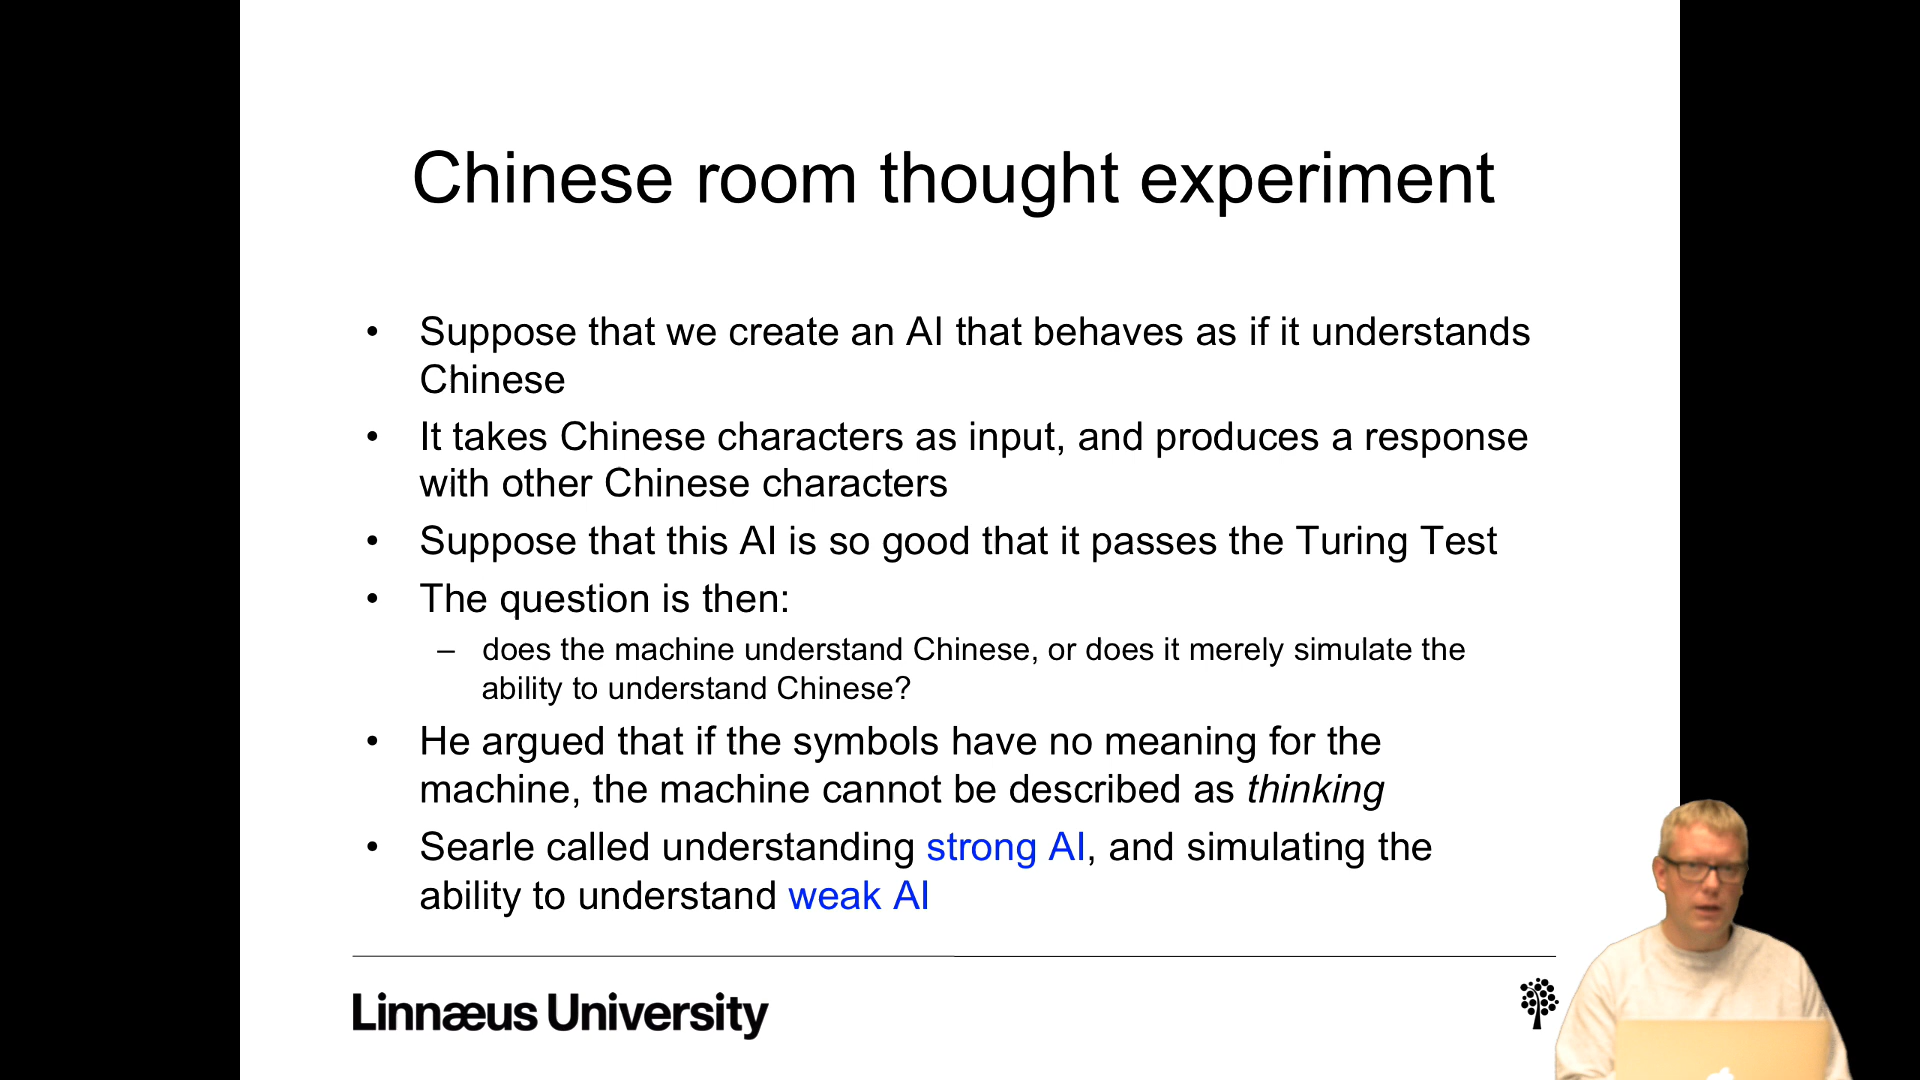 Chinese room thought experiment
• Suppose that we create an AI that behaves as if it understands
Chinese
• It takes Chinese characters as input, and produces a response
with other Chinese characters
• Suppose that this AI is so good that it passes the Turing Test
• The question is then:
– does the machine understand Chinese, or does it merely simulate the
ability to understand Chinese?
• He argued that if the symbols have no meaning for the
machine, the machine cannot be described as thinking
• Searle called understanding strong AI, and simulating the
ability to understand weak AI
Linnæus University